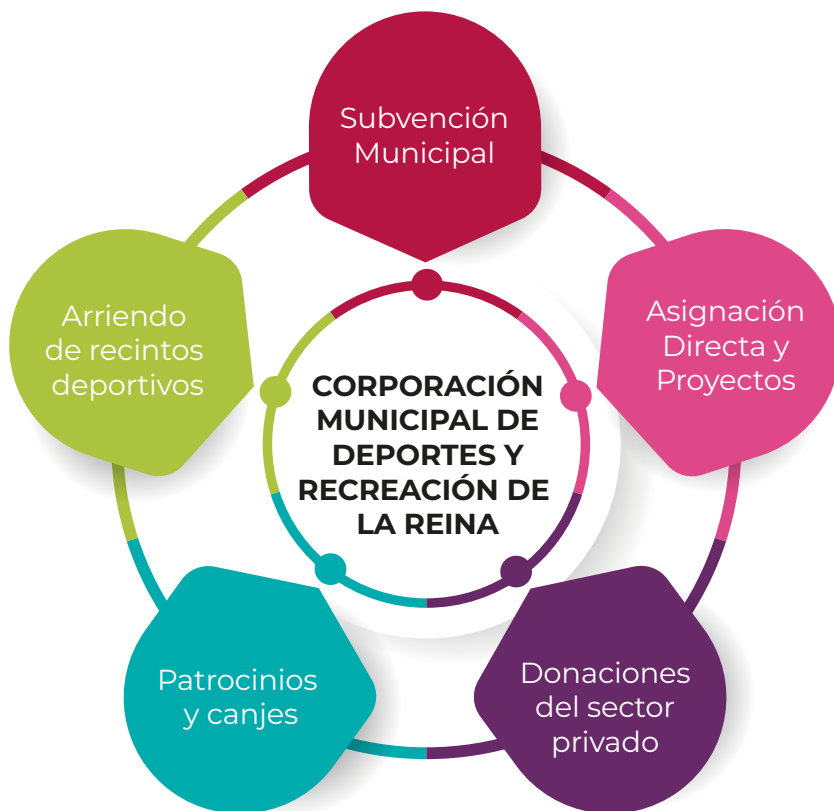 Subvención
Municipal
Asignación
Directa y
Proyectos
Donaciones
del sector
privado
Patrocinios
y canjes
Arriendo
de recintos
deportivos
CORPORACIÓN
MUNICIPAL DE
DEPORTES Y
RECREACIÓN DE
LA REINA